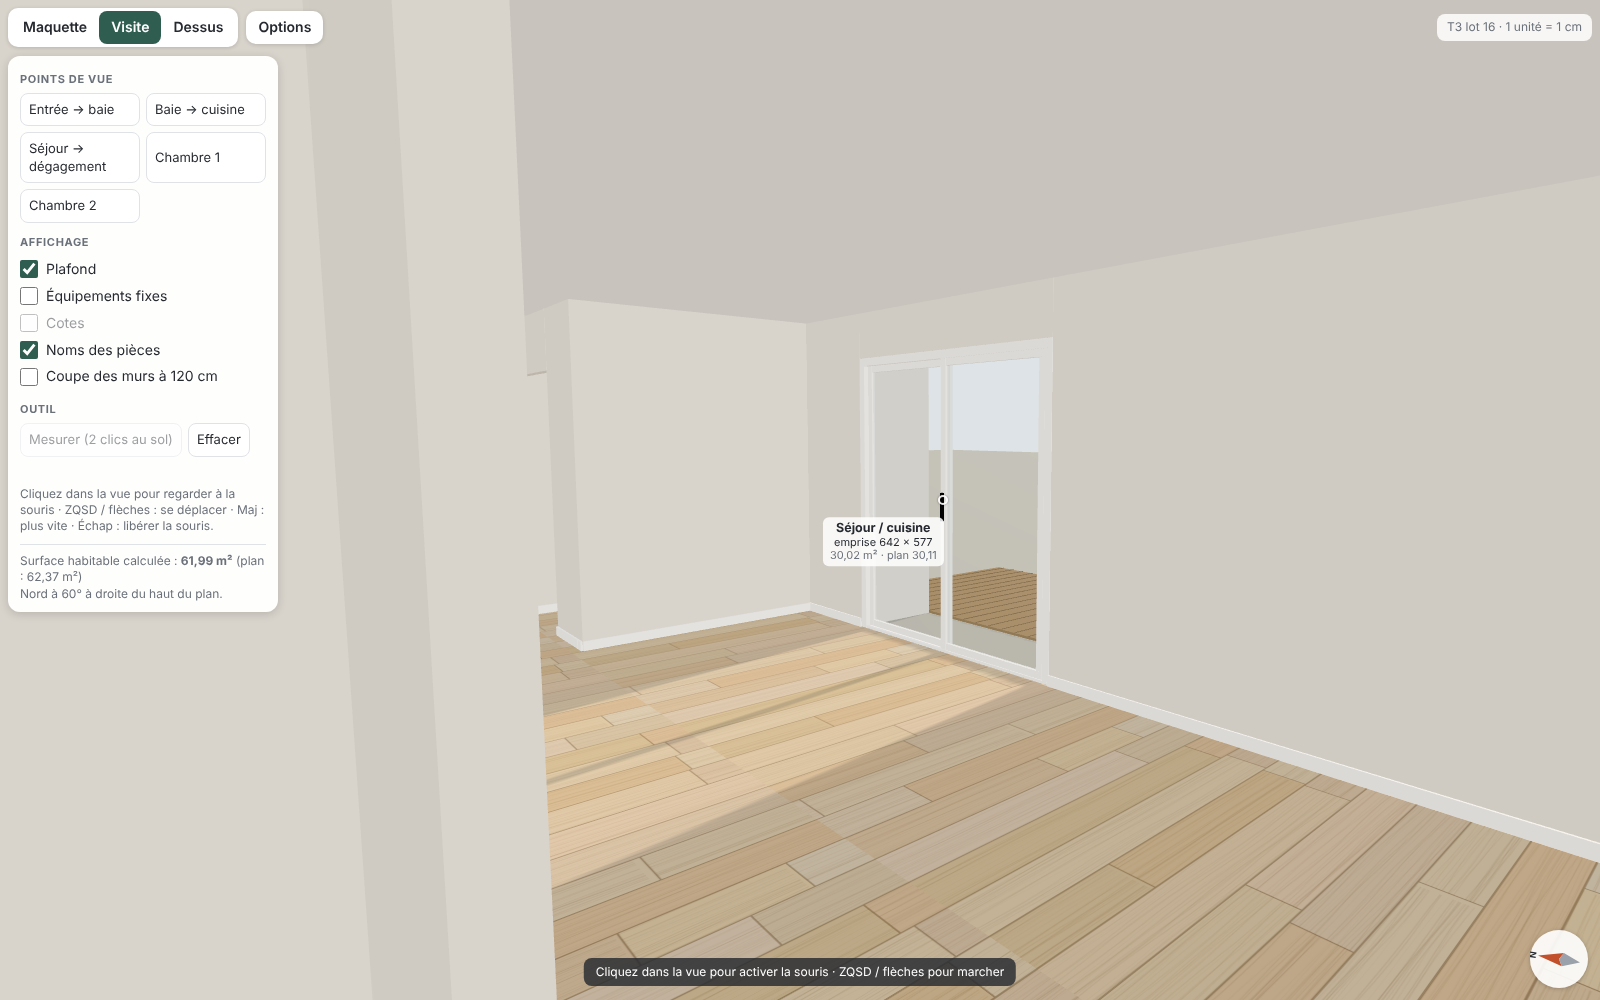 Maquette
Visite
Dessus
Options
T3 lot 16 · 1 unité = 1 cm
POINTS DE VUE
Entrée → baie
Baie → cuisine
Séjour →
dégagement
Chambre 1
Chambre 2
AFFICHAGE
Plafond
Équipements fixes
Cotes
Noms des pièces
Coupe des murs à 120 cm
OUTIL
Mesurer (2 clics au sol)
Effacer
Cliquez dans la vue pour regarder à la
souris · ZQSD / flèches : se déplacer · Maj :
plus vite · Échap : libérer la souris.
Surface habitable calculée : 61,99 m² (plan
: 62,37 m²)
Nord à 60° à droite du haut du plan.
Séjour / cuisine
emprise 642 × 577
30,02 m² · plan 30,11
Cliquez dans la vue pour activer la souris · ZQSD / flèches pour marcher
N